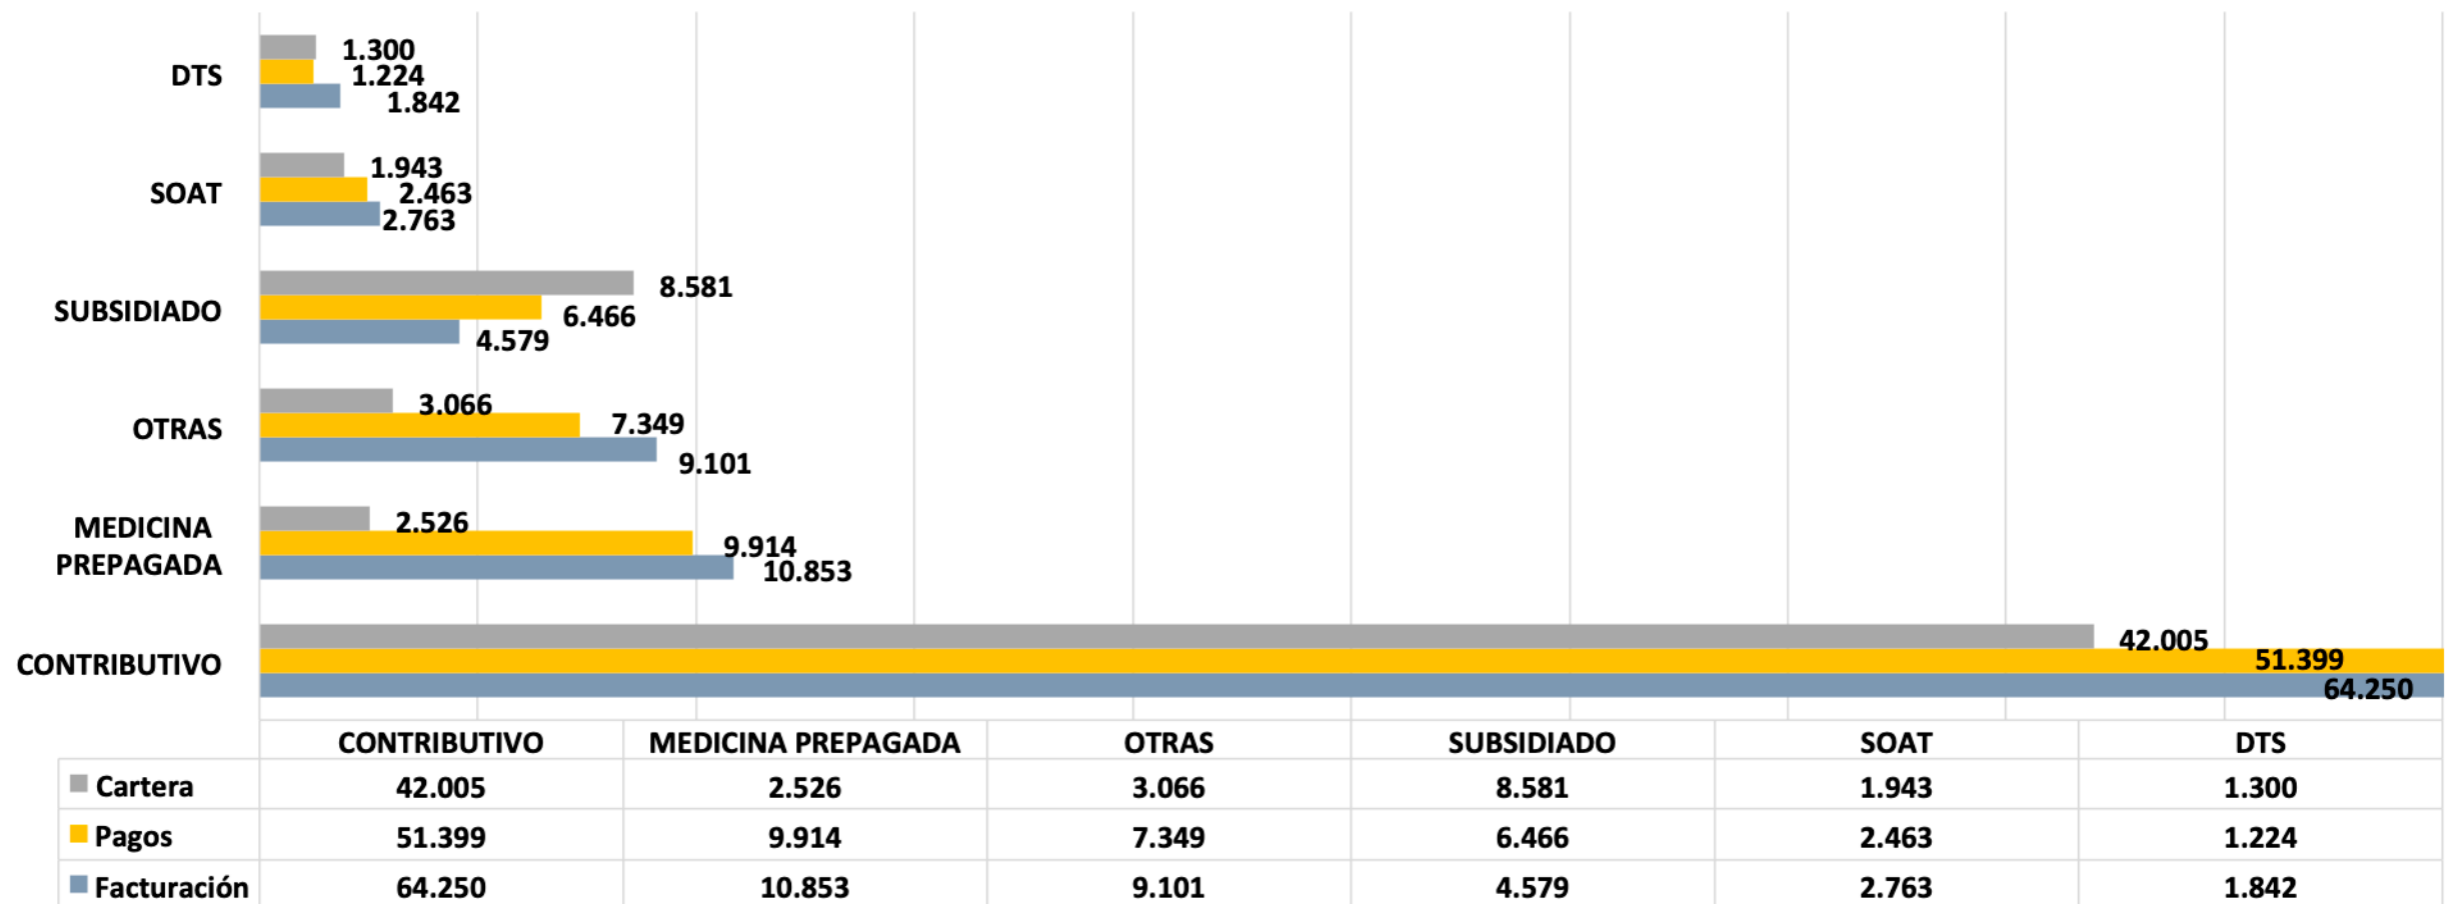 DTS
1.300
1.224
1.842
SOAT
1.943
2.463
2.763
SUBSIDIADO
8.581
6.466
4.579
OTRAS
3.066
7.349
9.101
MEDICINA
PREPAGADA
2.526
9.914
10.853
CONTRIBUTIVO
42.005
51.399
64.250
CONTRIBUTIVO MEDICINA PREPAGADA OTRAS SUBSIDIADO SOAT DTS
Cartera 42.005 2.526 3.066 8.581 1.943 1.300
Pagos 51.399 9.914 7.349 6.466 2.463 1.224
Facturación 64.250 10.853 9.101 4.579 2.763 1.842